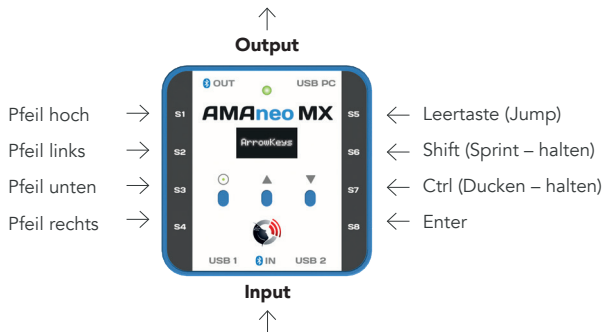 Output
OUT USB PC
AMAneo MX
ArrowKeys
Pfeil hoch S1
Pfeil links S2
Pfeil unten S3
Pfeil rechts S4
S5 Leertaste (Jump)
S6 Shift (Sprint – halten)
S7 Ctrl (Ducken – halten)
S8 Enter
USB 1 IN USB 2
Input